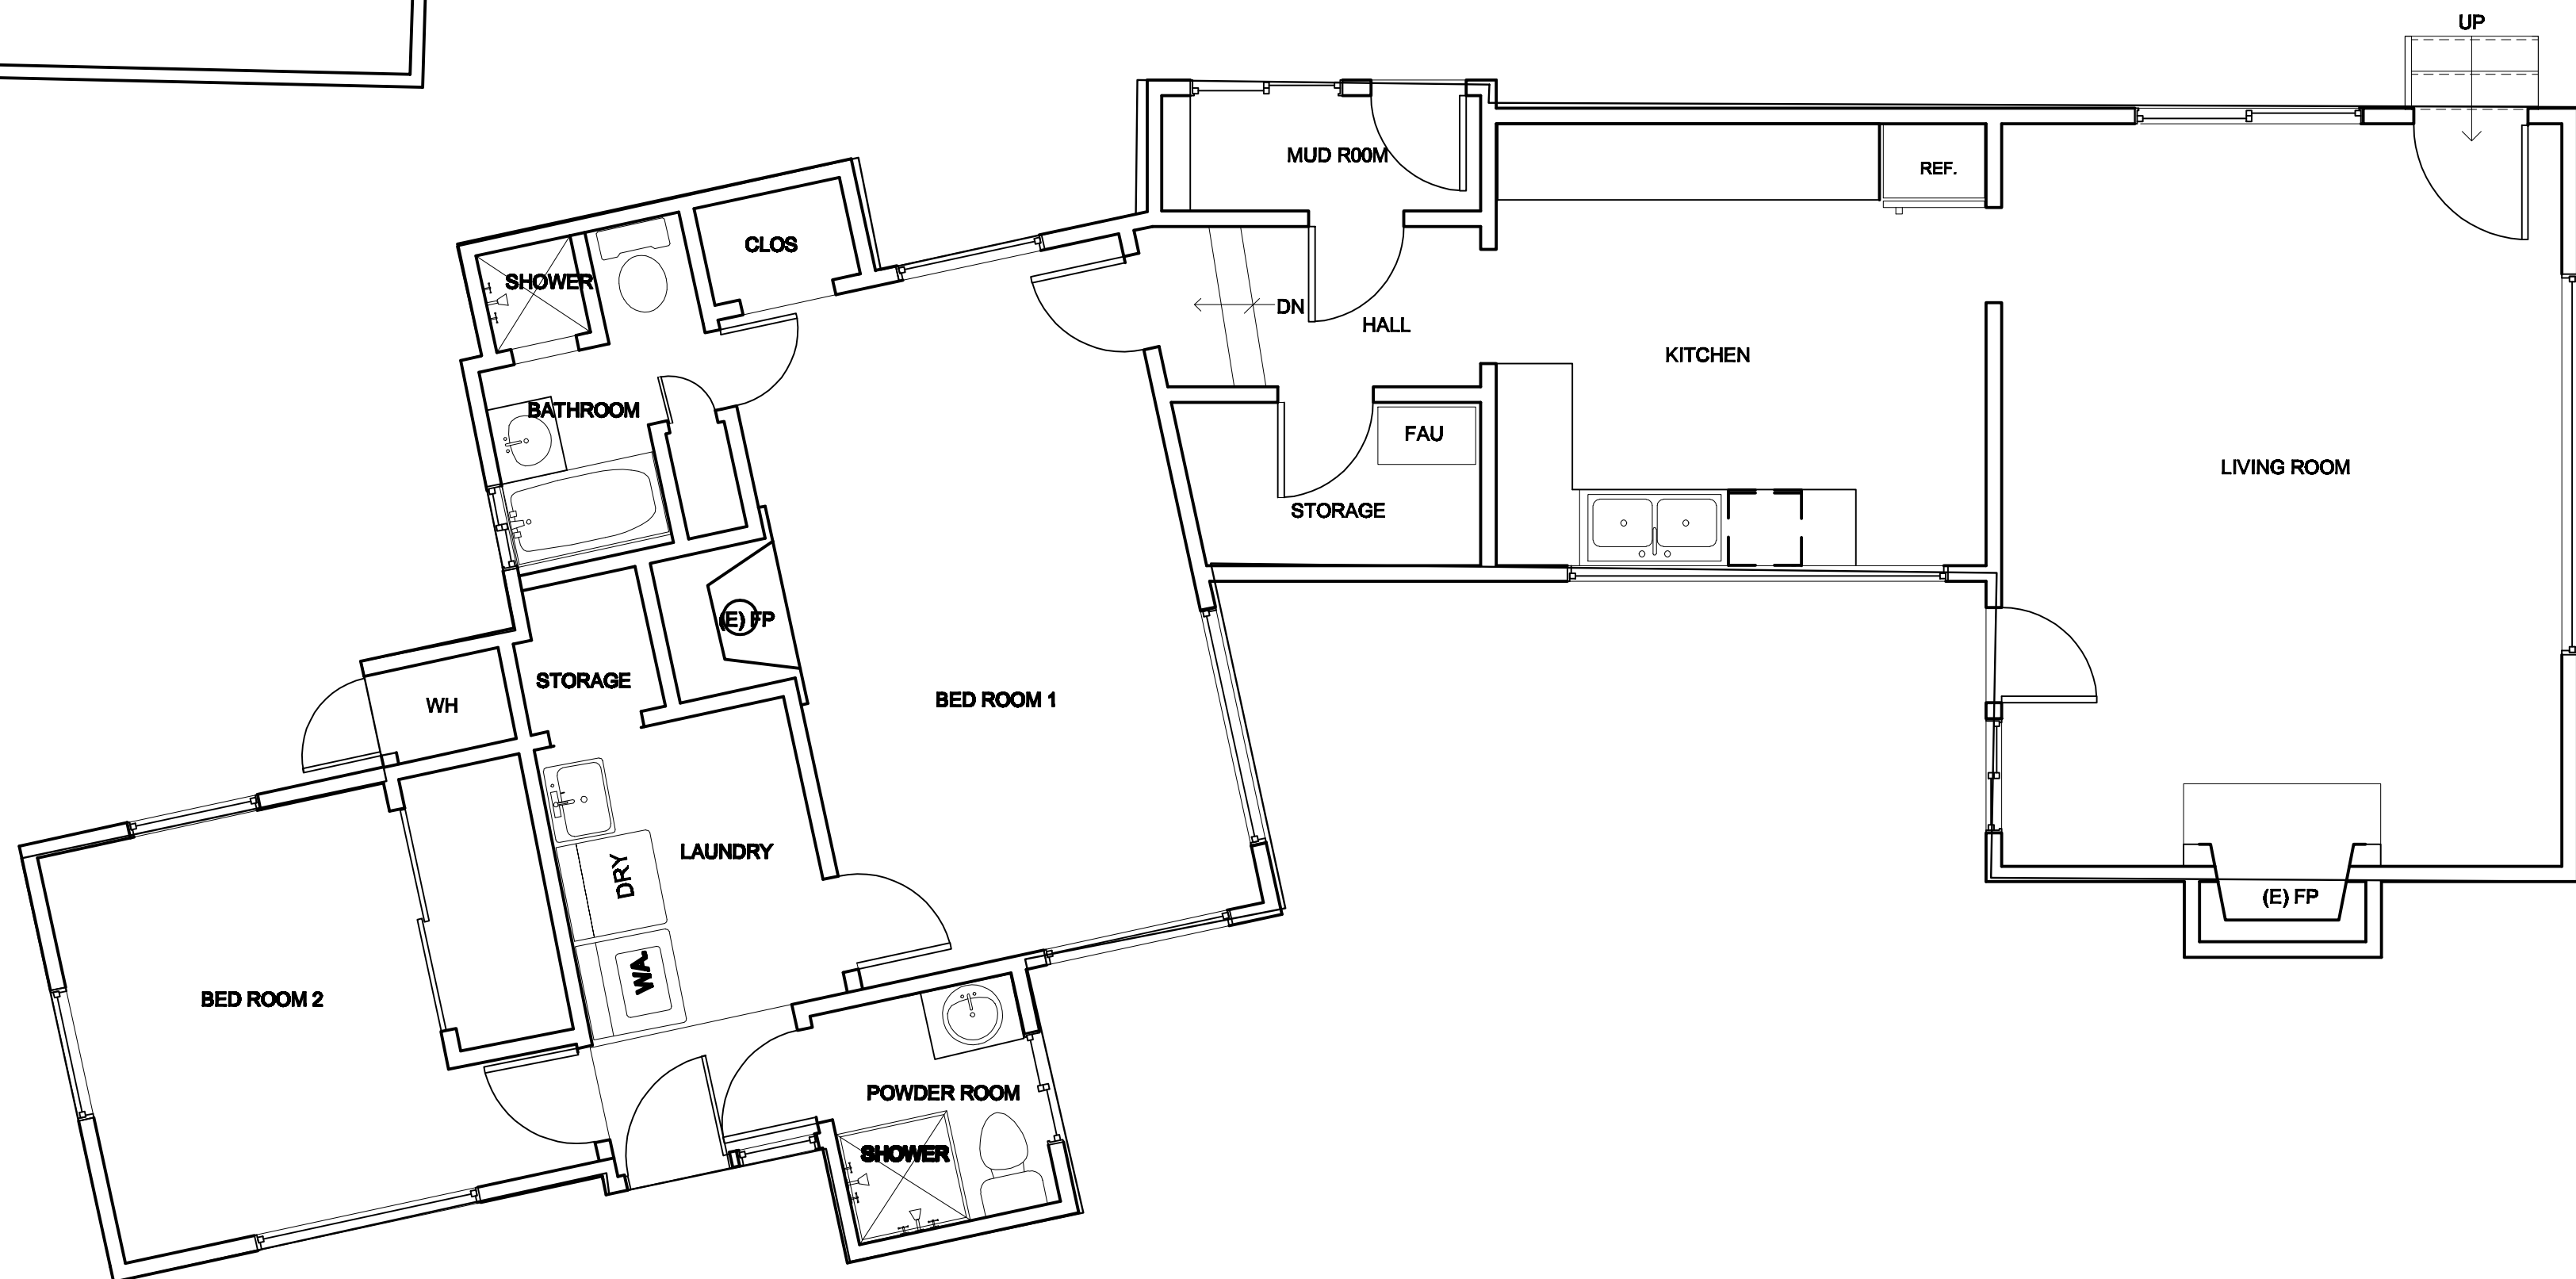 UP
MUD R00M
REF.
CLOS
SHOWER
DN
HALL
KITCHEN
BATHROOM
FAU
LIVING ROOM
STORAGE
(E) FP
STORAGE
BED ROOM 1
WH
LAUNDRY
DRY
(E) FP
WA.
BED ROOM 2
POWDER ROOM
SHOWER